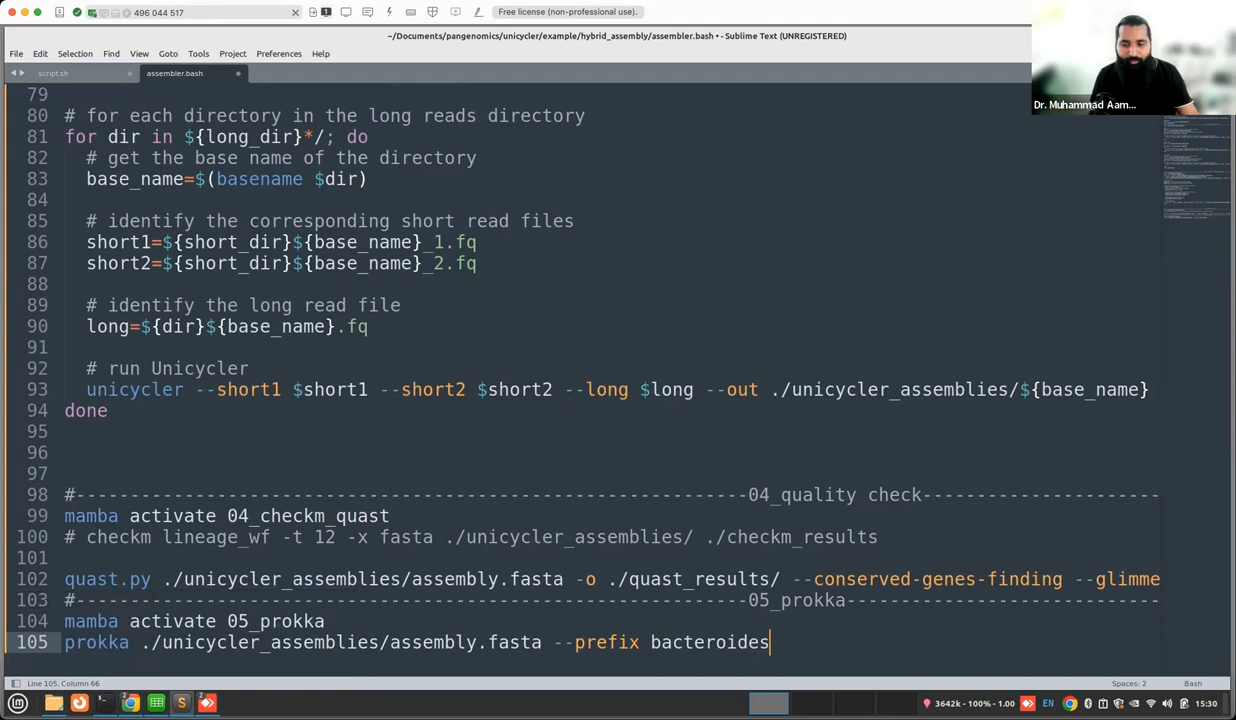 496 044 517
Free license (non-professional use).
~/Documents/pangenomics/unicycler/example/hybrid_assembly/assembler.bash • - Sublime Text (UNREGISTERED)
File Edit Selection Find View Goto Tools Project Preferences Help
script.sh
assembler.bash
Dr. Muhammad Aam...
79
80 # for each directory in the long reads directory
81 for dir in ${long_dir}*/; do
82 # get the base name of the directory
83 base_name=$(basename $dir)
84
85 # identify the corresponding short read files
86 short1=${short_dir}${base_name}_1.fq
87 short2=${short_dir}${base_name}_2.fq
88
89 # identify the long read file
90 long=${dir}${base_name}.fq
91
92 # run Unicycler
93 unicycler --short1 $short1 --short2 $short2 --long $long --out ./unicycler_assemblies/${base_name}
94 done
95
96
97
98 #--------------------------------------------------------------04_quality check----------------------
99 mamba activate 04_checkm_quast
100 # checkm lineage_wf -t 12 -x fasta ./unicycler_assemblies/ ./checkm_results
101
102 quast.py ./unicycler_assemblies/assembly.fasta -o ./quast_results/ --conserved-genes-finding --glimme
103 #--------------------------------------------------------------05_prokka-----------------------------
104 mamba activate 05_prokka
105 prokka ./unicycler_assemblies/assembly.fasta --prefix bacteroides
Line 105, Column 66
Spaces: 2
Bash
3642k - 100% - 1.00
EN
15:30